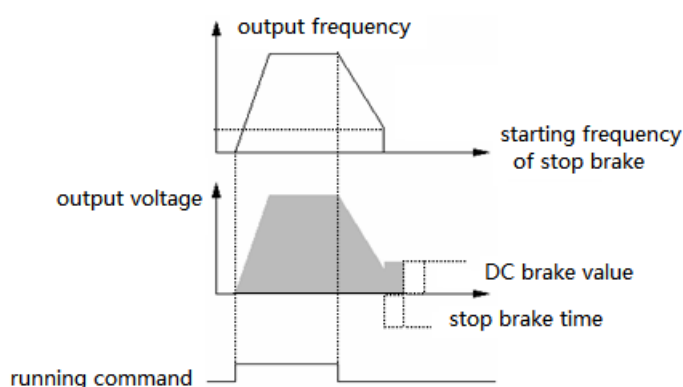 output frequency
starting frequency
of stop brake
output voltage
DC brake value
stop brake time
running command